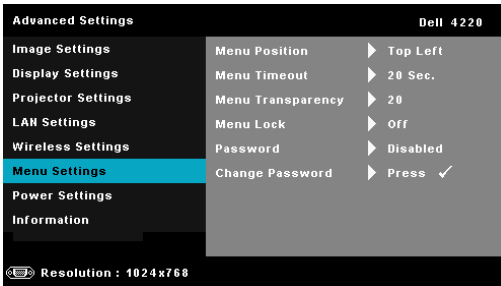 Advanced Settings Dell 4220
Image Settings Menu Position Top Left
Display Settings Menu Timeout 20 Sec.
Projector Settings Menu Transparency 20
LAN Settings Menu Lock Off
Wireless Settings Password Disabled
Menu Settings Change Password Press ✓
Power Settings
Information
Resolution : 1024x768